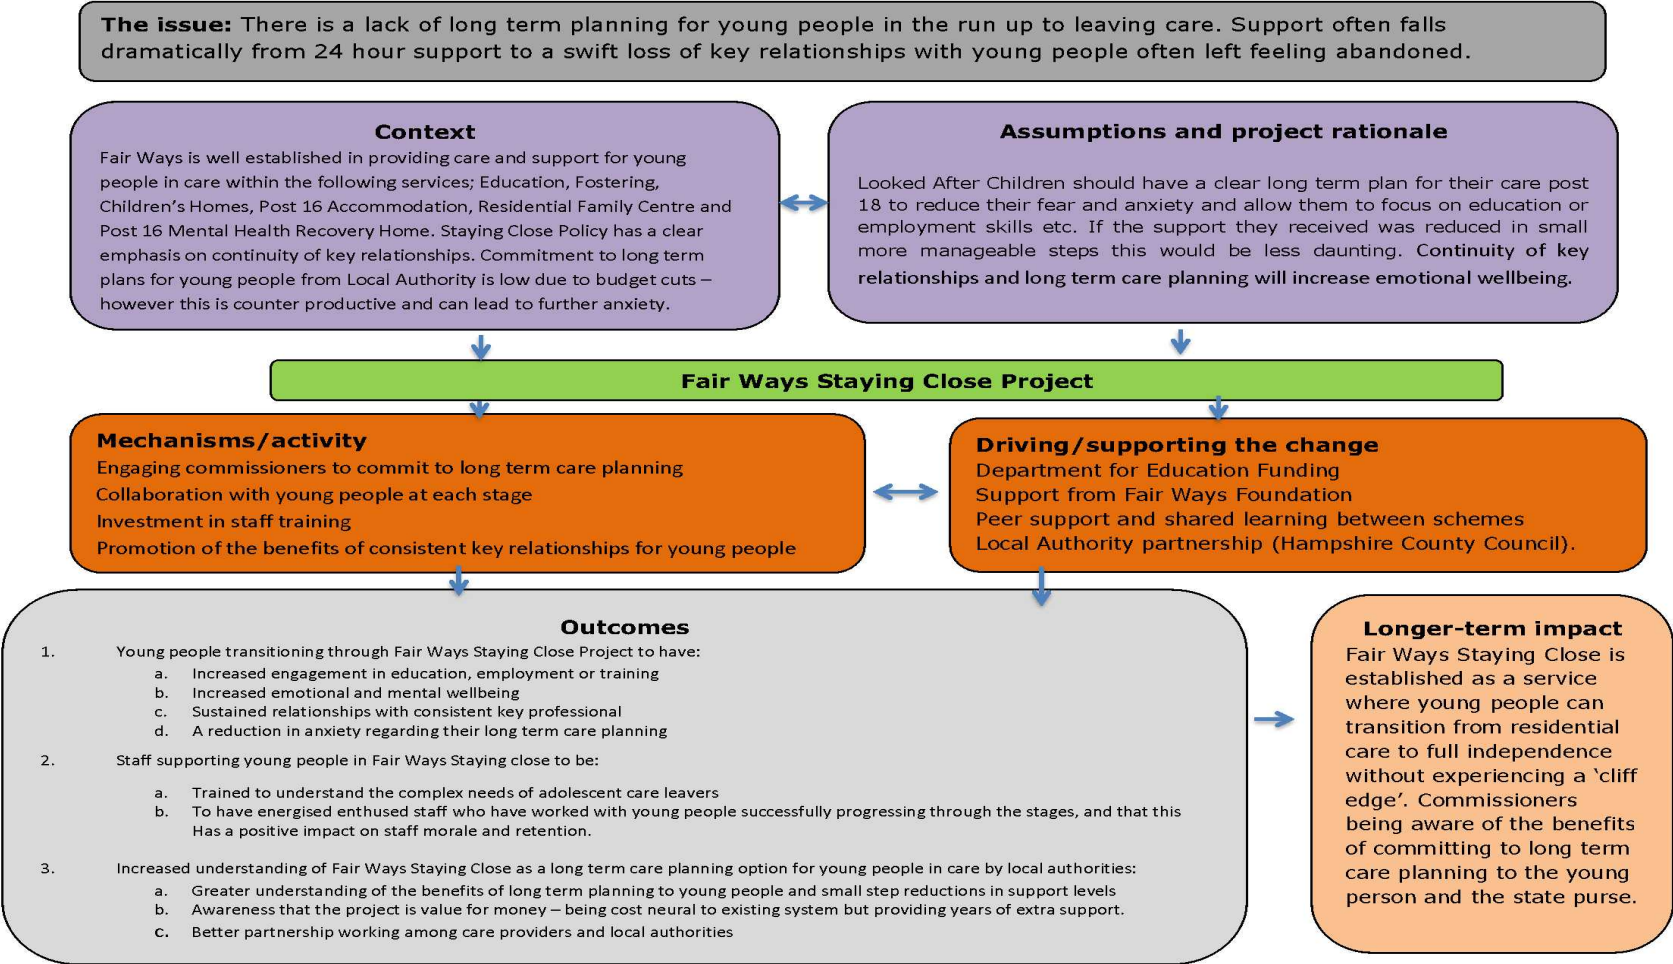 The issue: There is a lack of long term planning for young people in the run up to leaving care. Support often falls
dramatically from 24 hour support to a swift loss of key relationships with young people often left feeling abandoned.
Context
Fair Ways is well established in providing care and support for young
people in care within the following services; Education, Fostering,
Children's Homes, Post 16 Accommodation, Residential Family Centre and
Post 16 Mental Health Recovery Home. Staying Close Policy has a clear
emphasis on continuity of key relationships. Commitment to long term
plans for young people from Local Authority is low due to budget cuts –
however this is counter productive and can lead to further anxiety.
Assumptions and project rationale
Looked After Children should have a clear long term plan for their care post
18 to reduce their fear and anxiety and allow them to focus on education or
employment skills etc. If the support they received was reduced in small
more manageable steps this would be less daunting. Continuity of key
relationships and long term care planning will increase emotional wellbeing.
Fair Ways Staying Close Project
Mechanisms/activity
Engaging commissioners to commit to long term care planning
Collaboration with young people at each stage
Investment in staff training
Promotion of the benefits of consistent key relationships for young people
Driving/supporting the change
Department for Education Funding
Support from Fair Ways Foundation
Peer support and shared learning between schemes
Local Authority partnership (Hampshire County Council).
Outcomes
1. Young people transitioning through Fair Ways Staying Close Project to have:
a. Increased engagement in education, employment or training
b. Increased emotional and mental wellbeing
c. Sustained relationships with consistent key professional
d. A reduction in anxiety regarding their long term care planning
2. Staff supporting young people in Fair Ways Staying close to be:
a. Trained to understand the complex needs of adolescent care leavers
b. To have energised enthused staff who have worked with young people successfully progressing through the stages, and that this
Has a positive impact on staff morale and retention.
3. Increased understanding of Fair Ways Staying Close as a long term care planning option for young people in care by local authorities:
a. Greater understanding of the benefits of long term planning to young people and small step reductions in support levels
b. Awareness that the project is value for money – being cost neural to existing system but providing years of extra support.
c. Better partnership working among care providers and local authorities
Longer-term impact
Fair Ways Staying Close is
established as a service
where young people can
transition from residential
care to full independence
without experiencing a 'cliff
edge'. Commissioners
being aware of the benefits
of committing to long term
care planning to the young
person and the state purse.